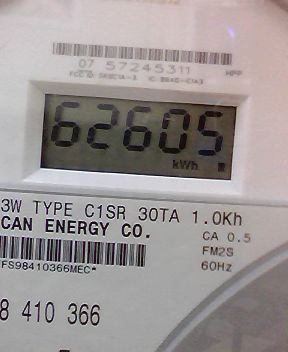 07 57245311
62605
kWh
3W TYPE C1SR 30TA 1.0Kh
CAN ENERGY CO.
CA 0.5
FM2S
60Hz
FS98410366MEC*
8 410 366